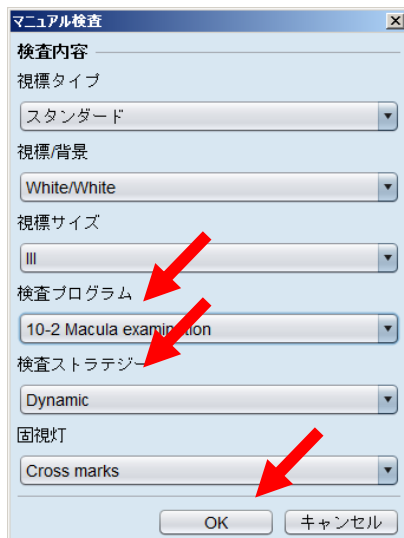 マニュアル検査
検査内容
視標タイプ
スタンダード
視標/背景
White/White
視標サイズ
III
検査プログラム
10-2 Macula examination
検査ストラテジー
Dynamic
固視灯
Cross marks
OK キャンセル